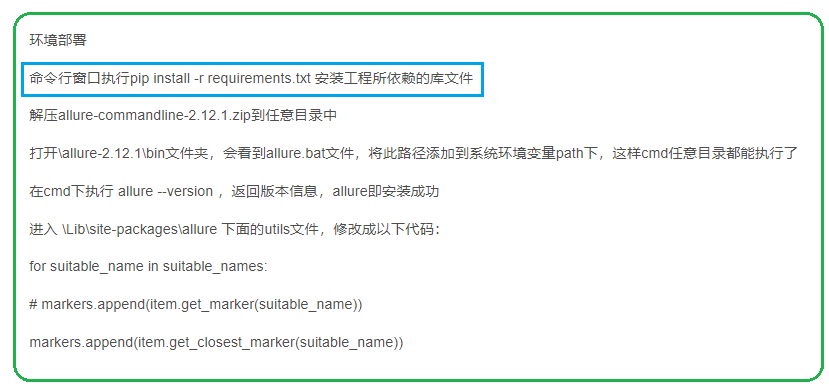 环境部署
命令行窗口执行pip install -r requirements.txt 安装工程所依赖的库文件
解压allure-commandline-2.12.1.zip到任意目录中
打开\allure-2.12.1\bin文件夹，会看到allure.bat文件，将此路径添加到系统环境变量path下，这样cmd任意目录都能执行了
在cmd下执行 allure --version ，返回版本信息，allure即安装成功
进入 \Lib\site-packages\allure 下面的utils文件，修改成以下代码：
for suitable_name in suitable_names:
# markers.append(item.get_marker(suitable_name))
markers.append(item.get_closest_marker(suitable_name))